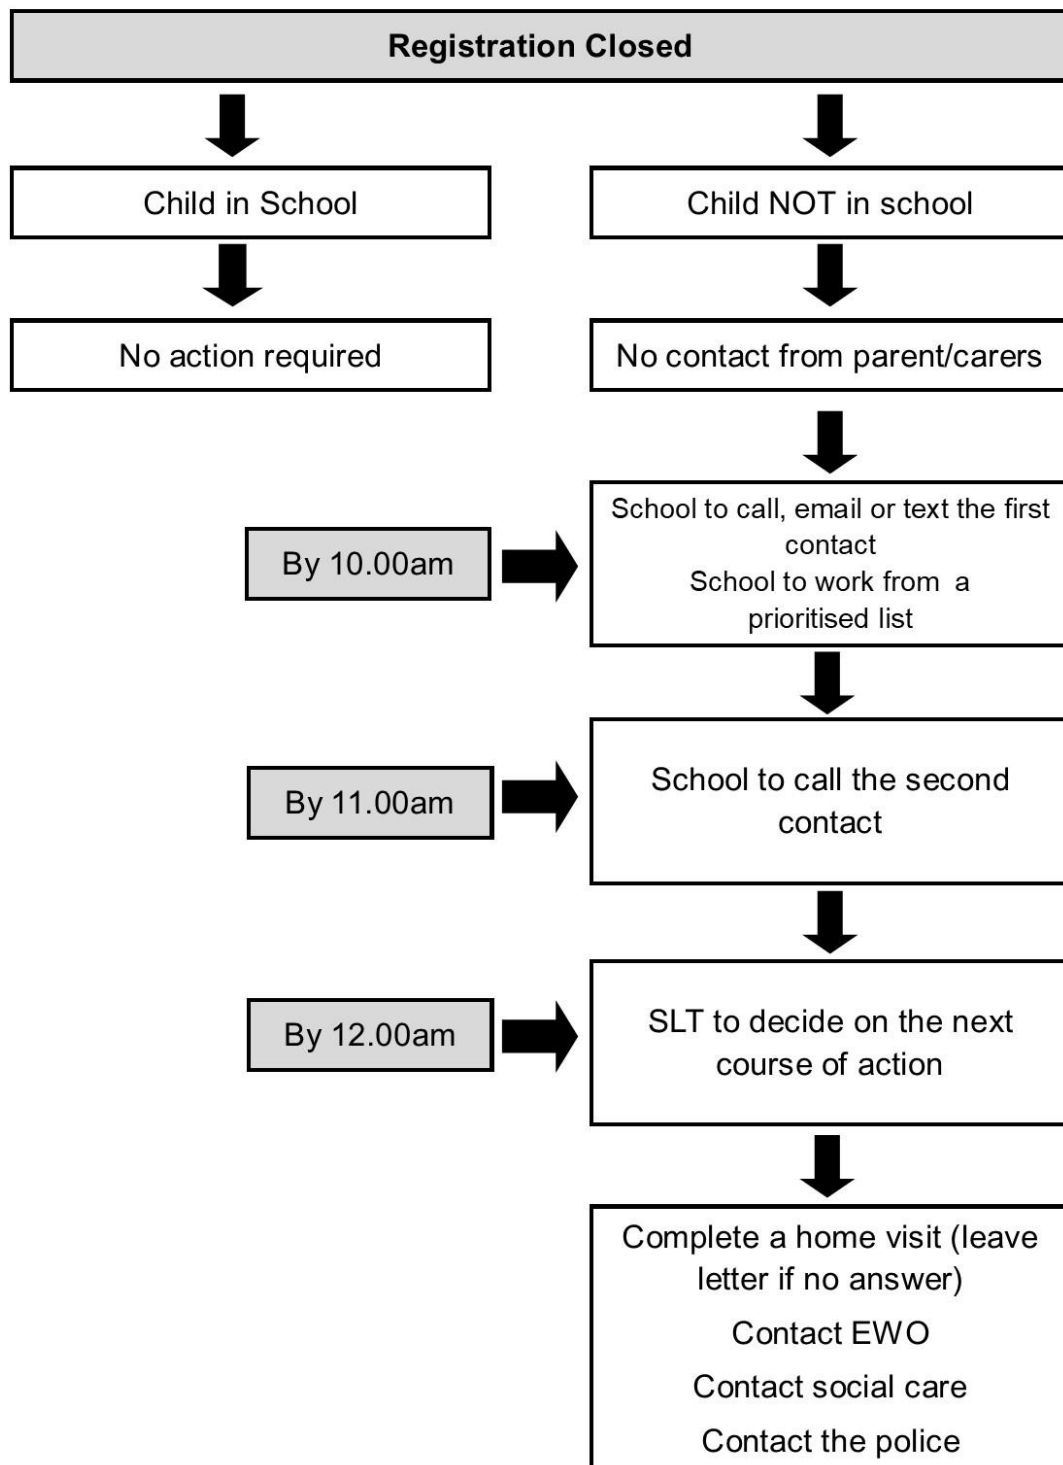 Registration Closed
Child in School
Child NOT in school
No action required
No contact from parent/carers
By 10.00am
School to call, email or text the first
contact
School to work from a
prioritised list
By 11.00am
School to call the second
contact
By 12.00am
SLT to decide on the next
course of action
Complete a home visit (leave
letter if no answer)
Contact EWO
Contact social care
Contact the police